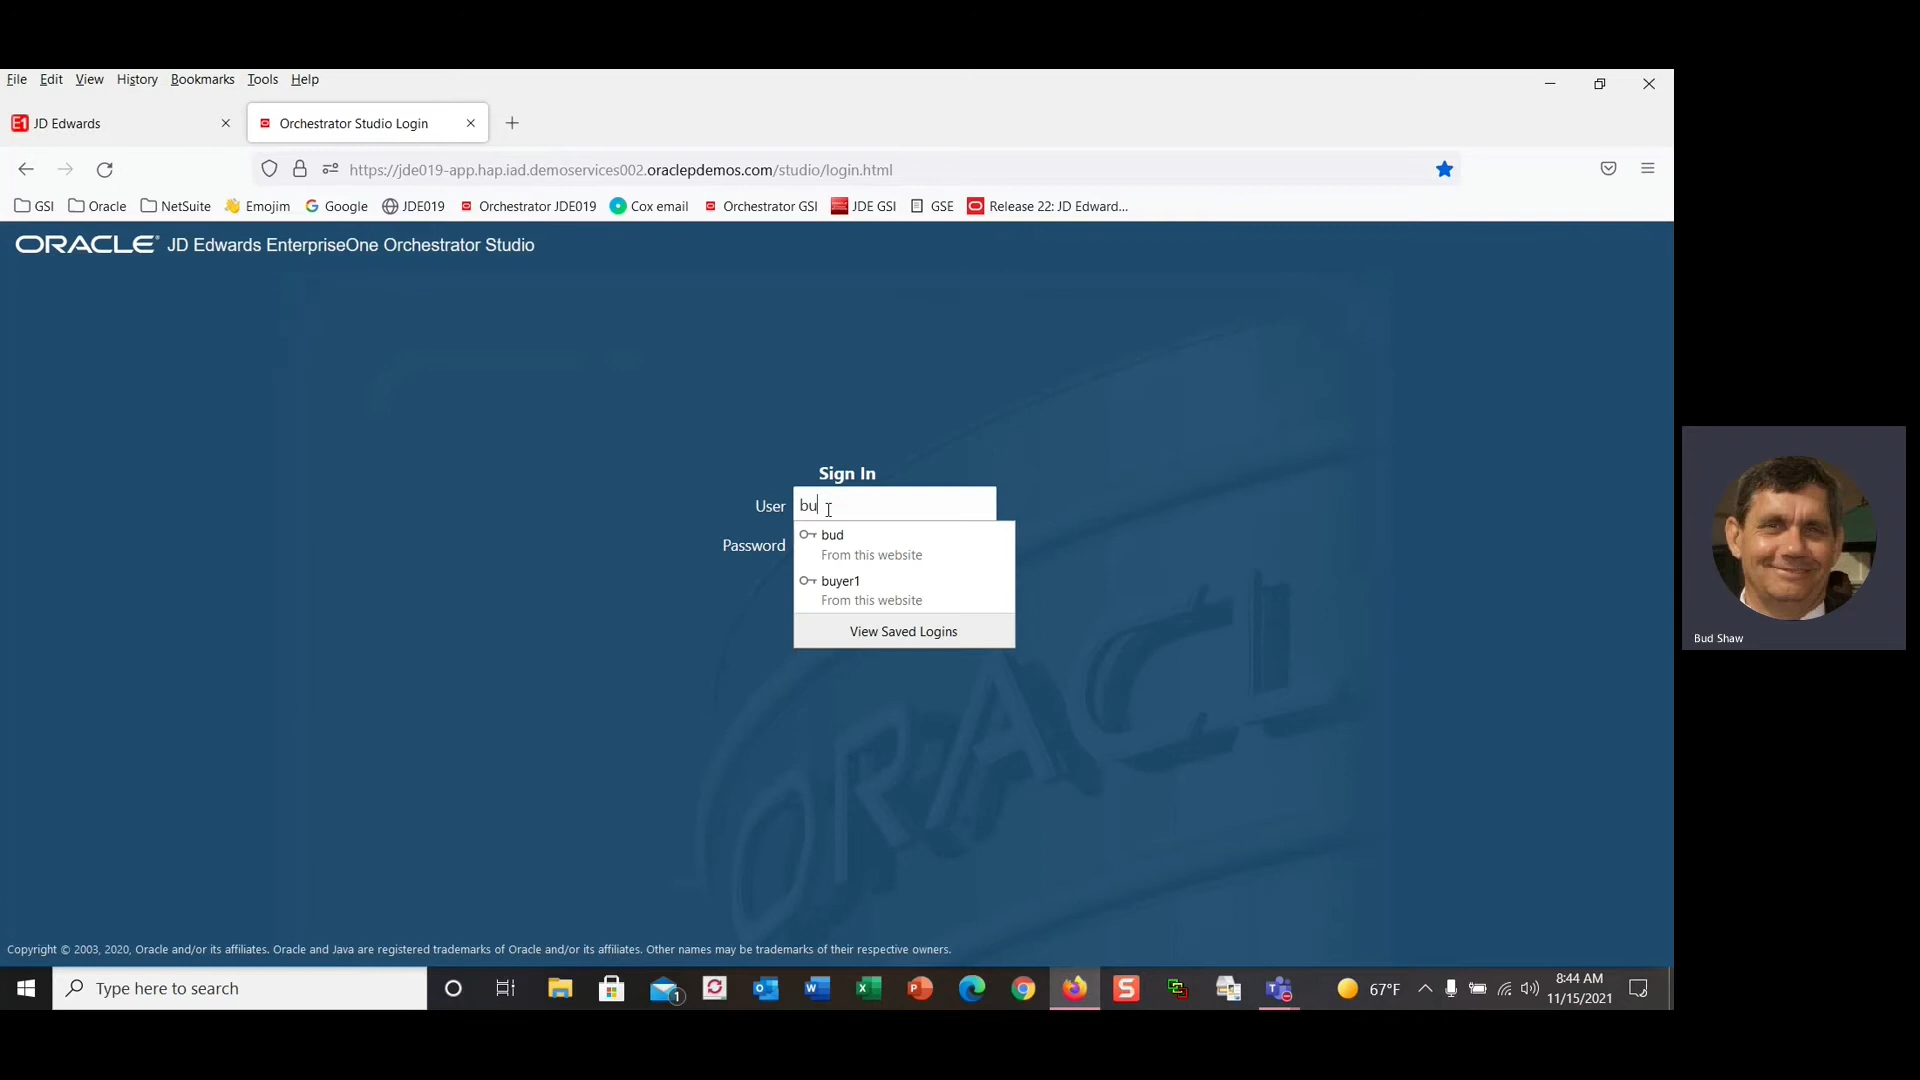 File Edit View History Bookmarks Tools Help
E1 JD Edwards
Orchestrator Studio Login
https://jde019-app.hap.iad.demoservices002.oraclepdemos.com/studio/login.html
GSI Oracle NetSuite Emojim Google JDE019 Orchestrator JDE019 Cox email Orchestrator GSI JDE GSI GSE Release 22: JD Edward...
ORACLE® JD Edwards EnterpriseOne Orchestrator Studio
Sign In
User bu
bud
From this website
Password
buyer1
From this website
View Saved Logins
Bud Shaw
ORACL
Copyright © 2003, 2020, Oracle and/or its affiliates. Oracle and Java are registered trademarks of Oracle and/or its affiliates. Other names may be trademarks of their respective owners.
Type here to search
1
67°F
8:44 AM
11/15/2021